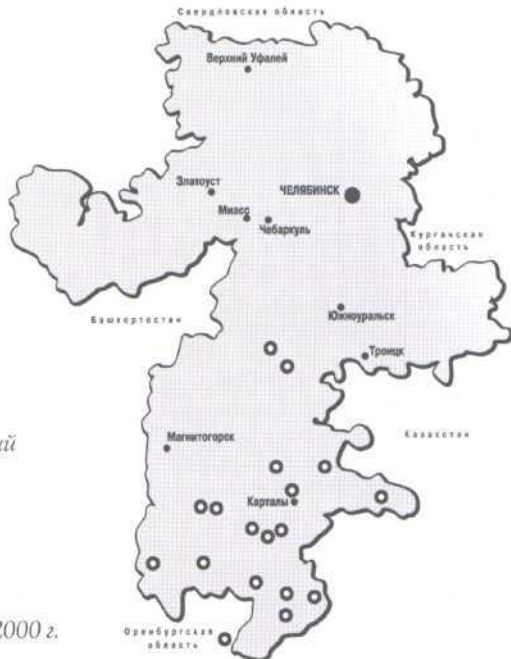 Свердловская область
Верхний Уфалей
Златоуст
ЧЕЛЯБИНСК
Миасс
Чебаркуль
Курганская
область
Башкортостан
Южноуральск
Троицк
Магнитогорск
Казахстан
Карталы
2000 г.
Оренбургская
область